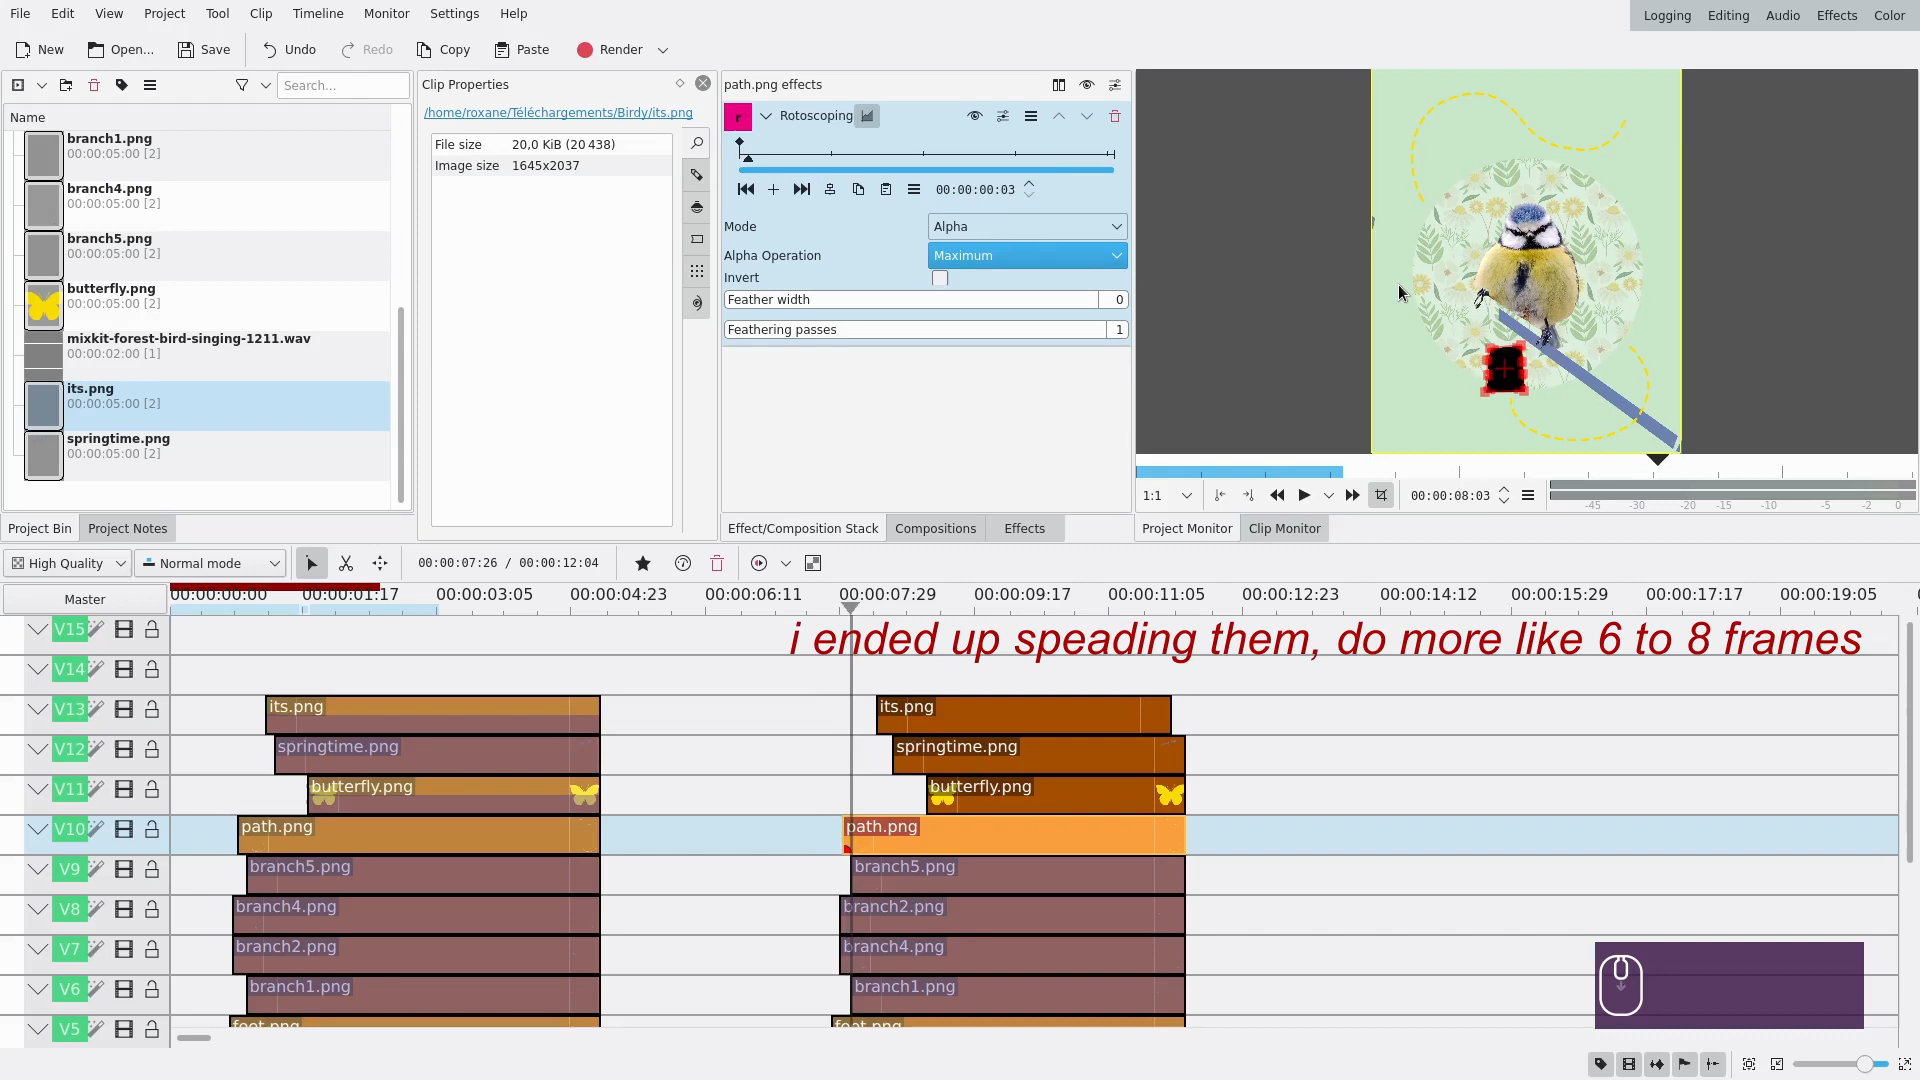 File Edit View Project Tool Clip Timeline Monitor Settings Help
Logging Editing Audio Effects Color
New Open... Save Undo Redo Copy Paste Render
Search...
Name
branch1.png
00:00:05:00 [2]
branch4.png
00:00:05:00 [2]
branch5.png
00:00:05:00 [2]
butterfly.png
00:00:05:00 [2]
mixkit-forest-bird-singing-1211.wav
00:00:02:00 [1]
its.png
00:00:05:00 [2]
springtime.png
00:00:05:00 [2]
Project Bin Project Notes
Clip Properties
/home/roxane/Téléchargements/Birdy/its.png
File size 20,0 KiB (20 438)
Image size 1645x2037
path.png effects
r Rotoscoping
00:00:00:03
Mode Alpha
Alpha Operation Maximum
Invert
Feather width 0
Feathering passes 1
Effect/Composition Stack Compositions Effects
1:1 00:00:08:03
-45 -30 -20 -15 -10 -5 -2 0
Project Monitor Clip Monitor
High Quality Normal mode 00:00:07:26 / 00:00:12:04
Master 00:00:00:00 00:00:01:17 00:00:03:05 00:00:04:23 00:00:06:11 00:00:07:29 00:00:09:17 00:00:11:05 00:00:12:23 00:00:14:12 00:00:15:29 00:00:17:17 00:00:19:05
V15 i ended up speading them, do more like 6 to 8 frames
V14
V13 its.png its.png
V12 springtime.png springtime.png
V11 butterfly.png butterfly.png
V10 path.png path.png
V9 branch5.png branch5.png
V8 branch4.png branch2.png
V7 branch2.png branch4.png
V6 branch1.png branch1.png
V5 foot.png foot.png